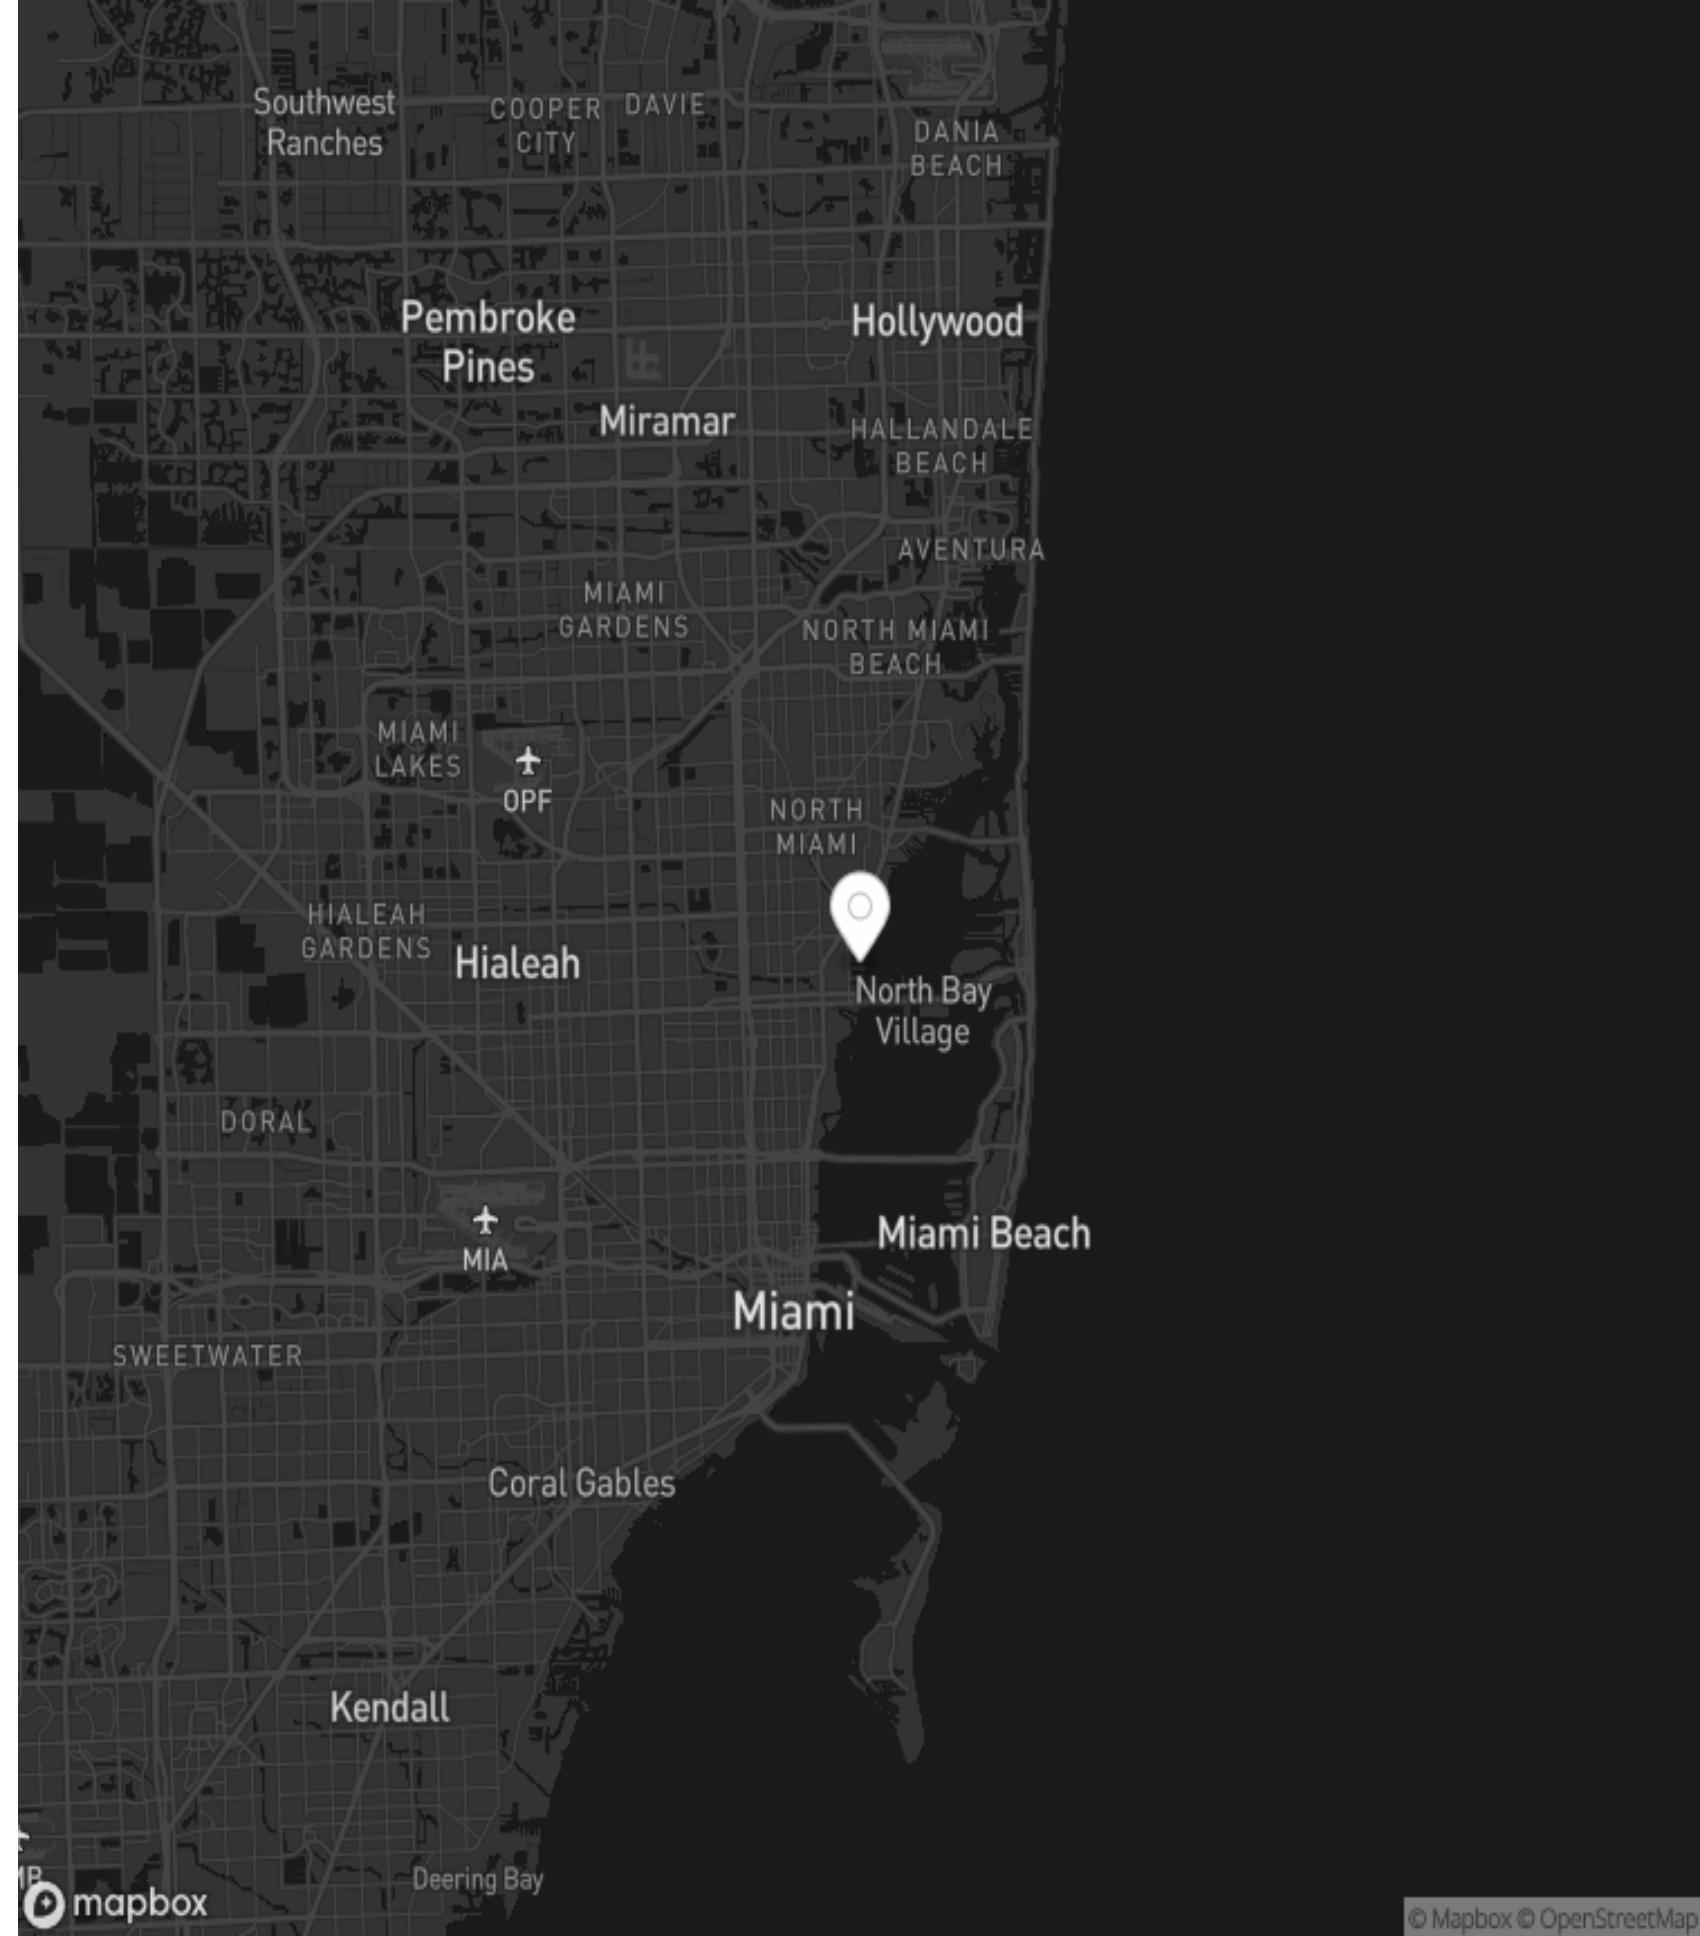 Southwest
Ranches
COOPER
CITY
DAVIE
DANIA
BEACH
Pembroke
Pines
Hollywood
Miramar
HALLANDALE
BEACH
AVENTURA
MIAMI
GARDENS
NORTH MIAMI
BEACH
MIAMI
LAKES
OPF
NORTH
MIAMI
HIALEAH
GARDENS
Hialeah
North Bay
Village
DORAL
MIA
Miami Beach
Miami
SWEETWATER
Coral Gables
Kendall
Deering Bay
mapbox
© Mapbox © OpenStreetMap